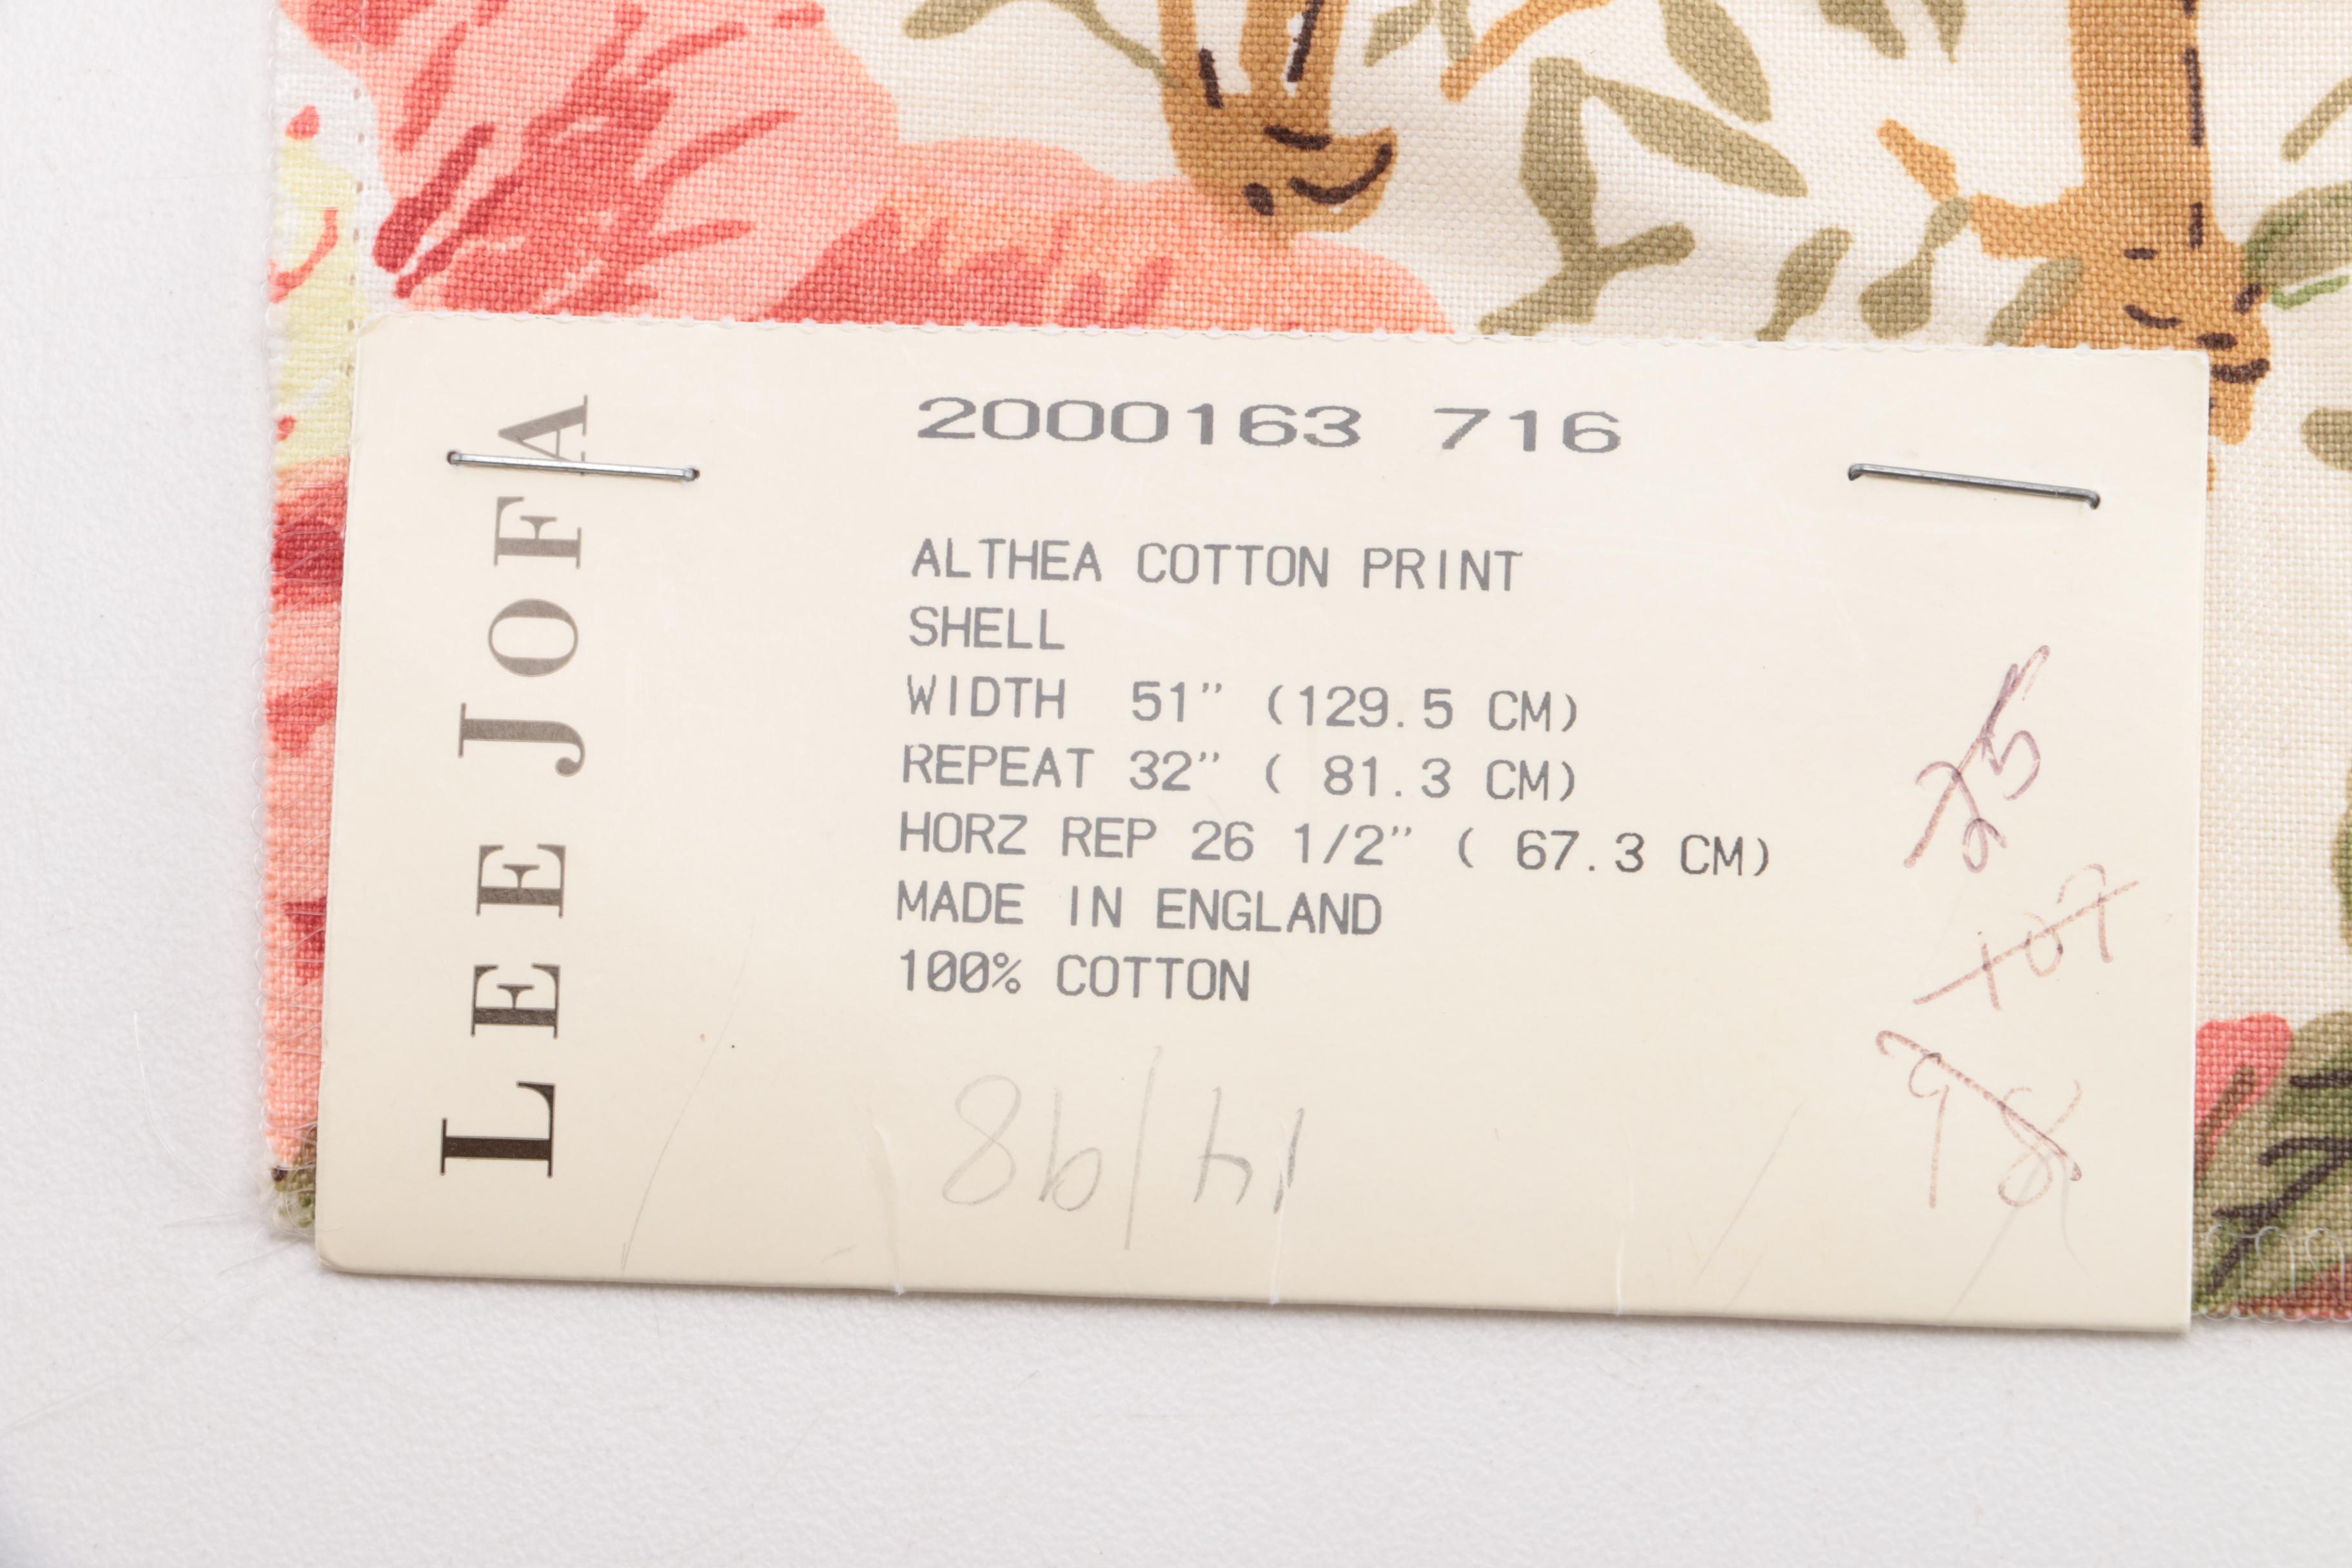 LEE JOFA
2000163 716
ALTHEA COTTON PRINT
SHELL
WIDTH 51" (129.5 CM)
REPEAT 32" ( 81.3 CM)
HORZ REP 26 1/2" ( 67.3 CM)
MADE IN ENGLAND
100% COTTON
107
98